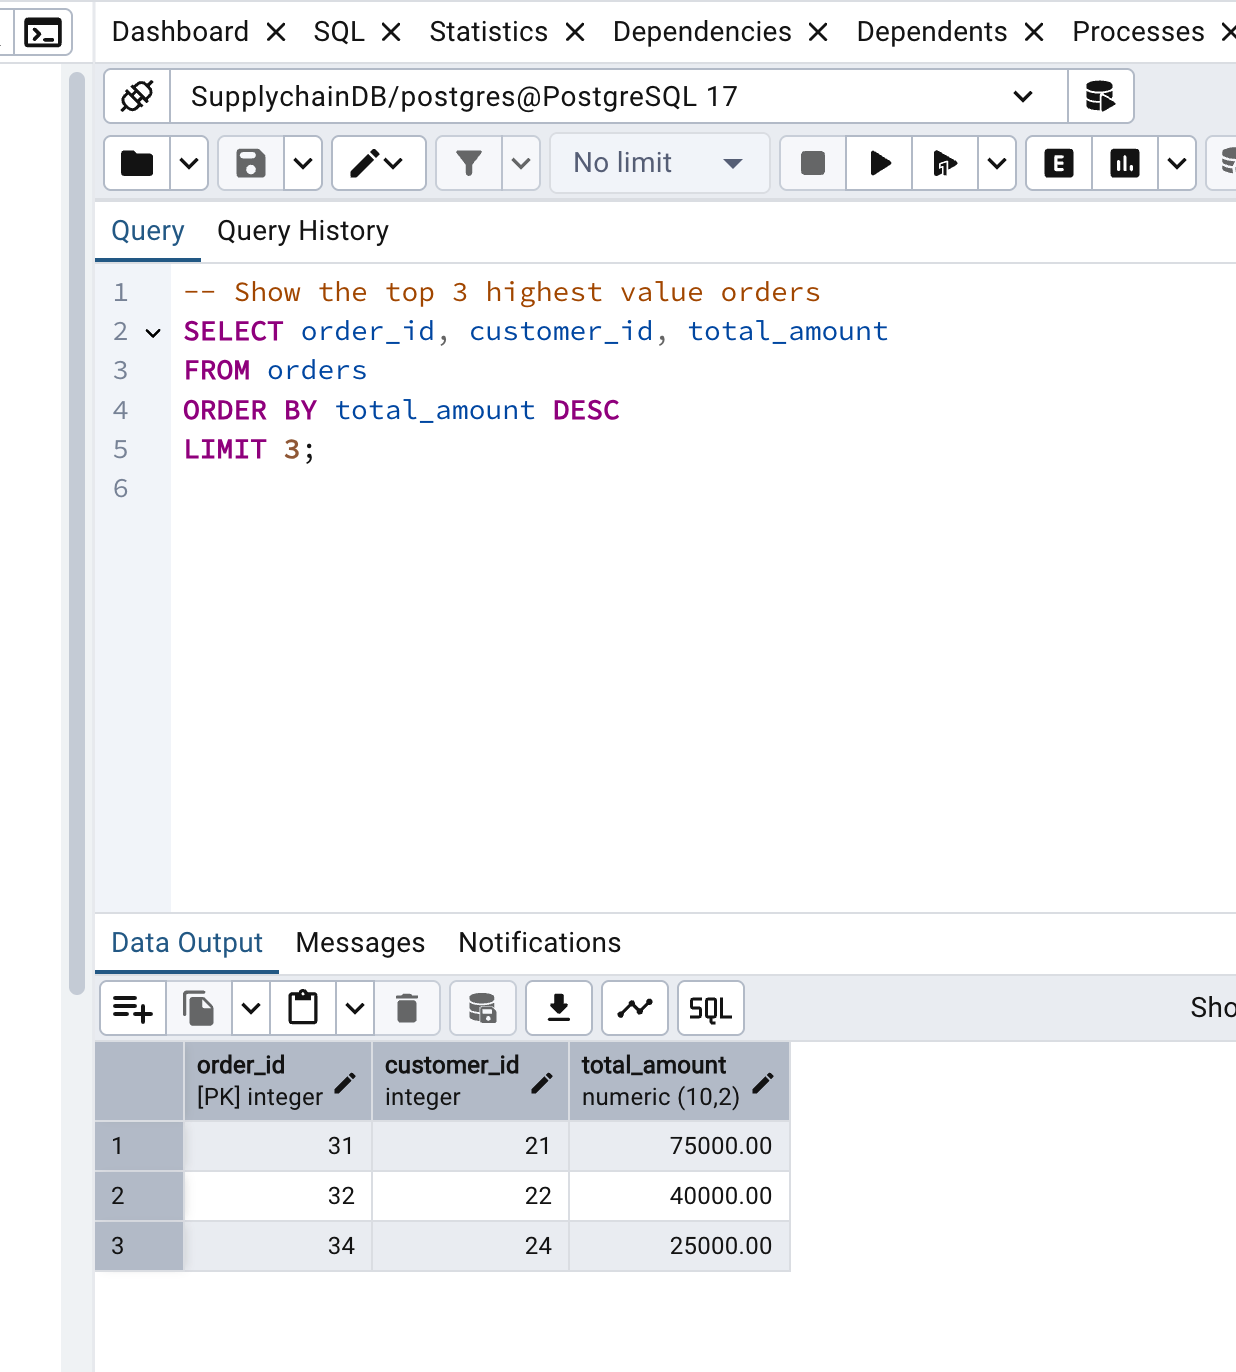 Dashboard SQL Statistics Dependencies Dependents Processes
SupplychainDB/postgres@PostgreSQL 17
No limit E
Query Query History
1 -- Show the top 3 highest value orders
2 SELECT order_id, customer_id, total_amount
3 FROM orders
4 ORDER BY total_amount DESC
5 LIMIT 3;
6
Data Output Messages Notifications
SQL Sho
order_id customer_id total_amount
[PK] integer integer numeric (10,2)
1 31 21 75000.00
2 32 22 40000.00
3 34 24 25000.00